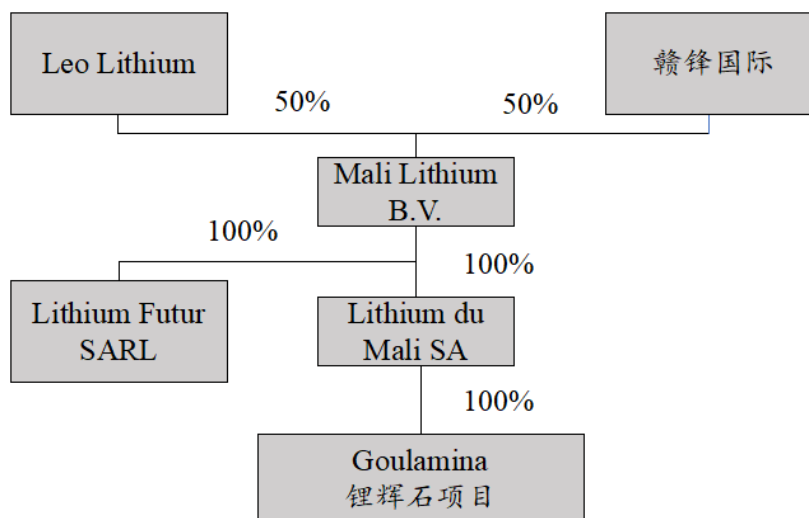 Leo Lithium
赣锋国际
50%
50%
Mali Lithium
B.V.
100%
100%
Lithium Futur
SARL
Lithium du
Mali SA
100%
Goulamina
锂辉石项目